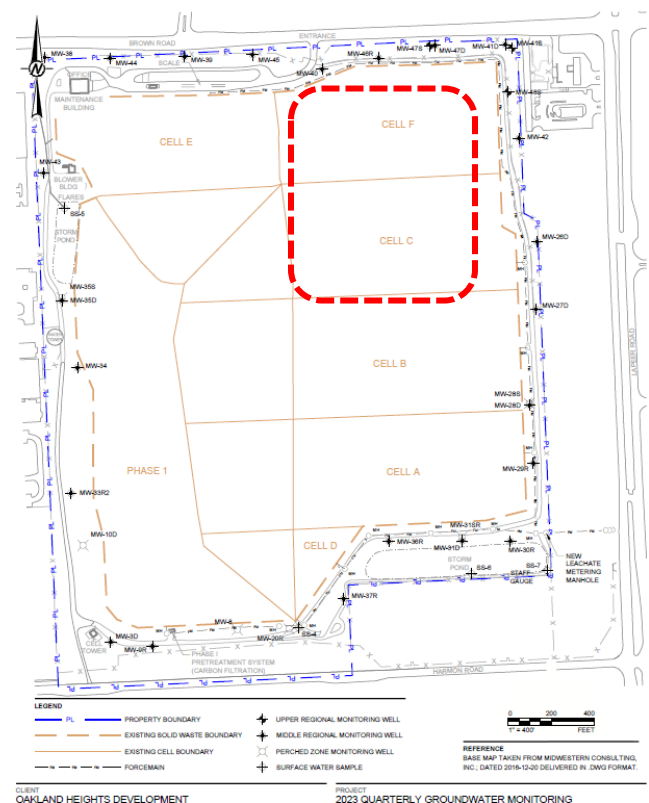 BROWN ROAD
ENTRANCE
MW-38
MW-44
SCALE
MW-39
MW-45
MW-40
MW-46R
MW-47S
MW-47D
MW-41D
MW-41S
N
OFFICE
MAINTENANCE
BUILDING
CELL E
CELL F
MW-42
MW-43
BLOWER
BLDG
FLARES
SS-5
STORM
POND
CELL C
MW-26D
MW-35S
MW-35D
MW-27D
LAPEER ROAD
MW-34
CELL B
MW-28S
MW-28D
PHASE 1
CELL A
MW-29R
MW-33R2
MW-10D
CELL D
MW-31SR
MW-36R
MW-31D
MW-30R
STORM
POND
SS-6
SS-7
STAFF
GAUGE
NEW
LEACHATE
METERING
MANHOLE
MW-37R
MW-8
MW-20R
SS-4
CELL
TOWER
MW-3D
MW-9R
PHASE I
PRETREATMENT SYSTEM
(CARBON FILTRATION)
HARMON ROAD
LEGEND
PL PROPERTY BOUNDARY
EXISTING SOLID WASTE BOUNDARY
EXISTING CELL BOUNDARY
FORCEMAIN
UPPER REGIONAL MONITORING WELL
MIDDLE REGIONAL MONITORING WELL
PERCHED ZONE MONITORING WELL
SURFACE WATER SAMPLE
0 200 400
1" = 400' FEET
REFERENCE
BASE MAP TAKEN FROM MIDWESTERN CONSULTING,
INC.; DATED 2016-12-20 DELIVERED IN .DWG FORMAT.
CLIENT
OAKLAND HEIGHTS DEVELOPMENT
PROJECT
2023 QUARTERLY GROUNDWATER MONITORING